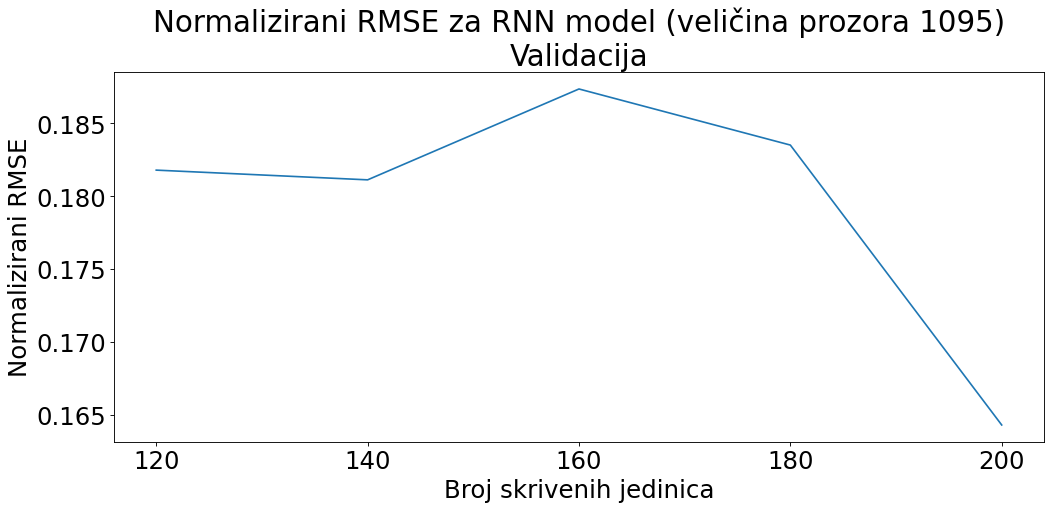 Normalizirani RMSE za RNN model (veličina prozora 1095)
Validacija
Normalizirani RMSE
0.185
0.180
0.175
0.170
0.165
120 140 160 180 200
Broj skrivenih jedinica